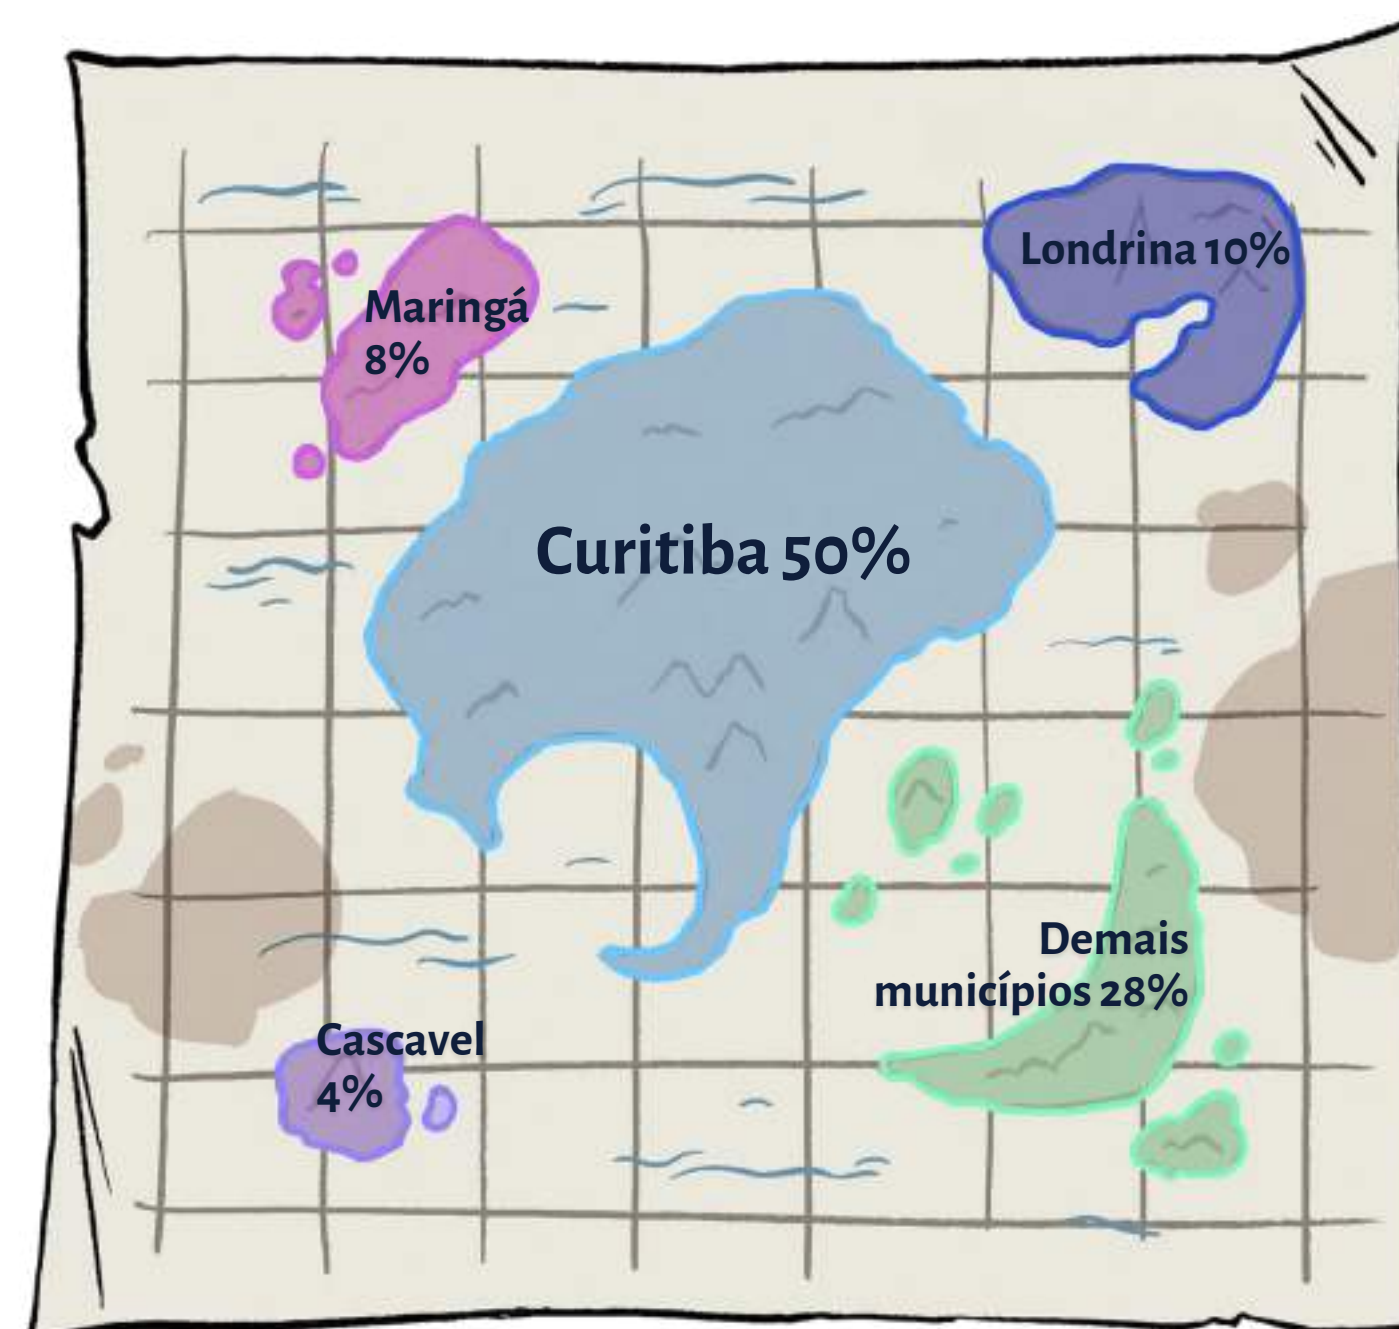 Londrina 10%
Maringá
8%
Curitiba 50%
Demais
municípios 28%
Cascavel
4%